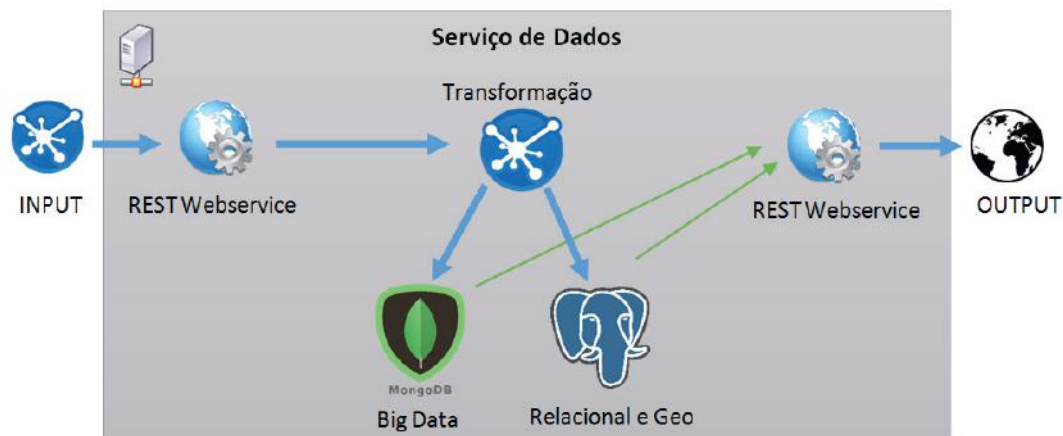 Serviço de Dados
Transformação
INPUT
REST Webservice
REST Webservice
OUTPUT
MongoDB
Big Data
Relacional e Geo